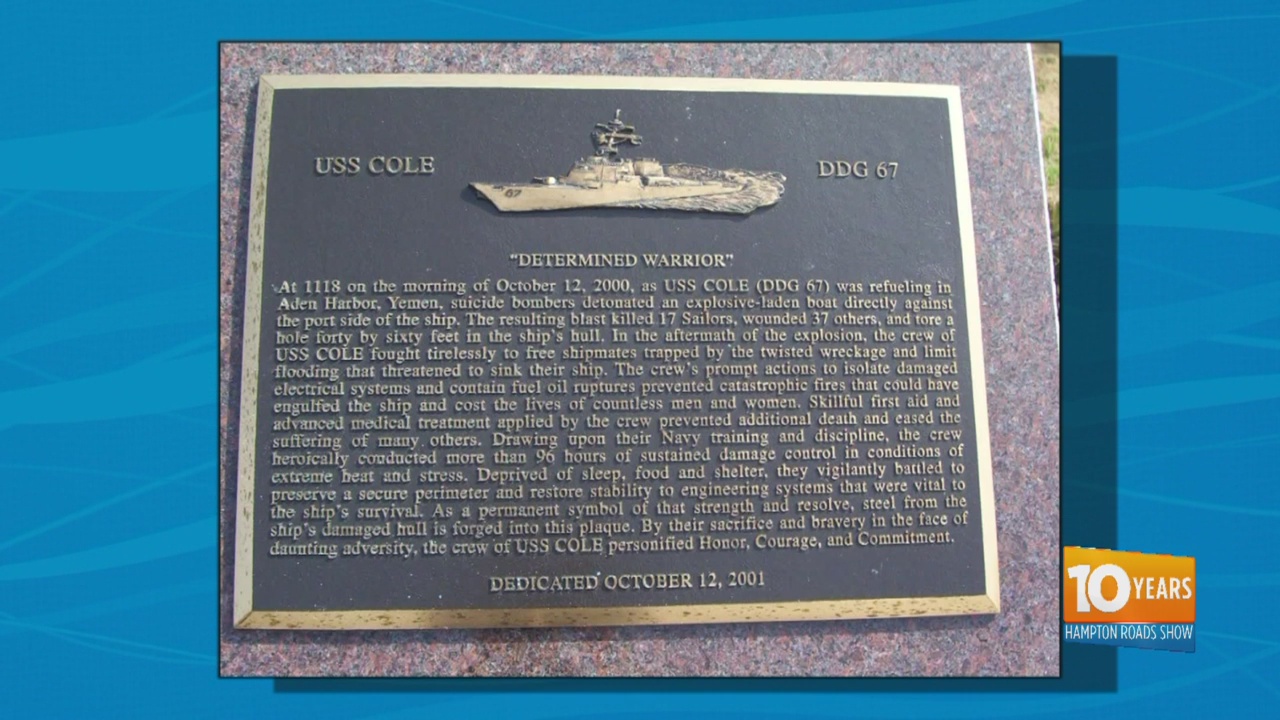 USS COLE
DDG 67
67
"DETERMINED WARRIOR"
At 1118 on the morning of October 12, 2000, as USS COLE (DDG 67) was refueling in
Aden Harbor, Yemen, suicide bombers detonated an explosive-laden boat directly against
the port side of the ship. The resulting blast killed 17 Sailors, wounded 37 others, and tore a
hole forty by sixty feet in the ship's hull. In the aftermath of the explosion, the crew of
USS COLE fought tirelessly to free shipmates trapped by the twisted wreckage and limit
flooding that threatened to sink their ship. The crew's prompt actions to isolate damaged
electrical systems and contain fuel oil ruptures prevented catastrophic fires that could have
engulfed the ship and cost the lives of countless men and women. Skillful first aid and
advanced medical treatment applied by the crew prevented additional death and eased the
suffering of many others. Drawing upon their Navy training and discipline, the crew
heroically conducted more than 96 hours of sustained damage control in conditions of
extreme heat and stress. Deprived of sleep, food and shelter, they vigilantly battled to
preserve a secure perimeter and restore stability to engineering systems that were vital to
the ship's survival. As a permanent symbol of that strength and resolve, steel from the
ship's damaged hull is forged into this plaque. By their sacrifice and bravery in the face of
daunting adversity, the crew of USS COLE personified Honor, Courage, and Commitment.
DEDICATED OCTOBER 12, 2001
10 YEARS
HAMPTON ROADS SHOW